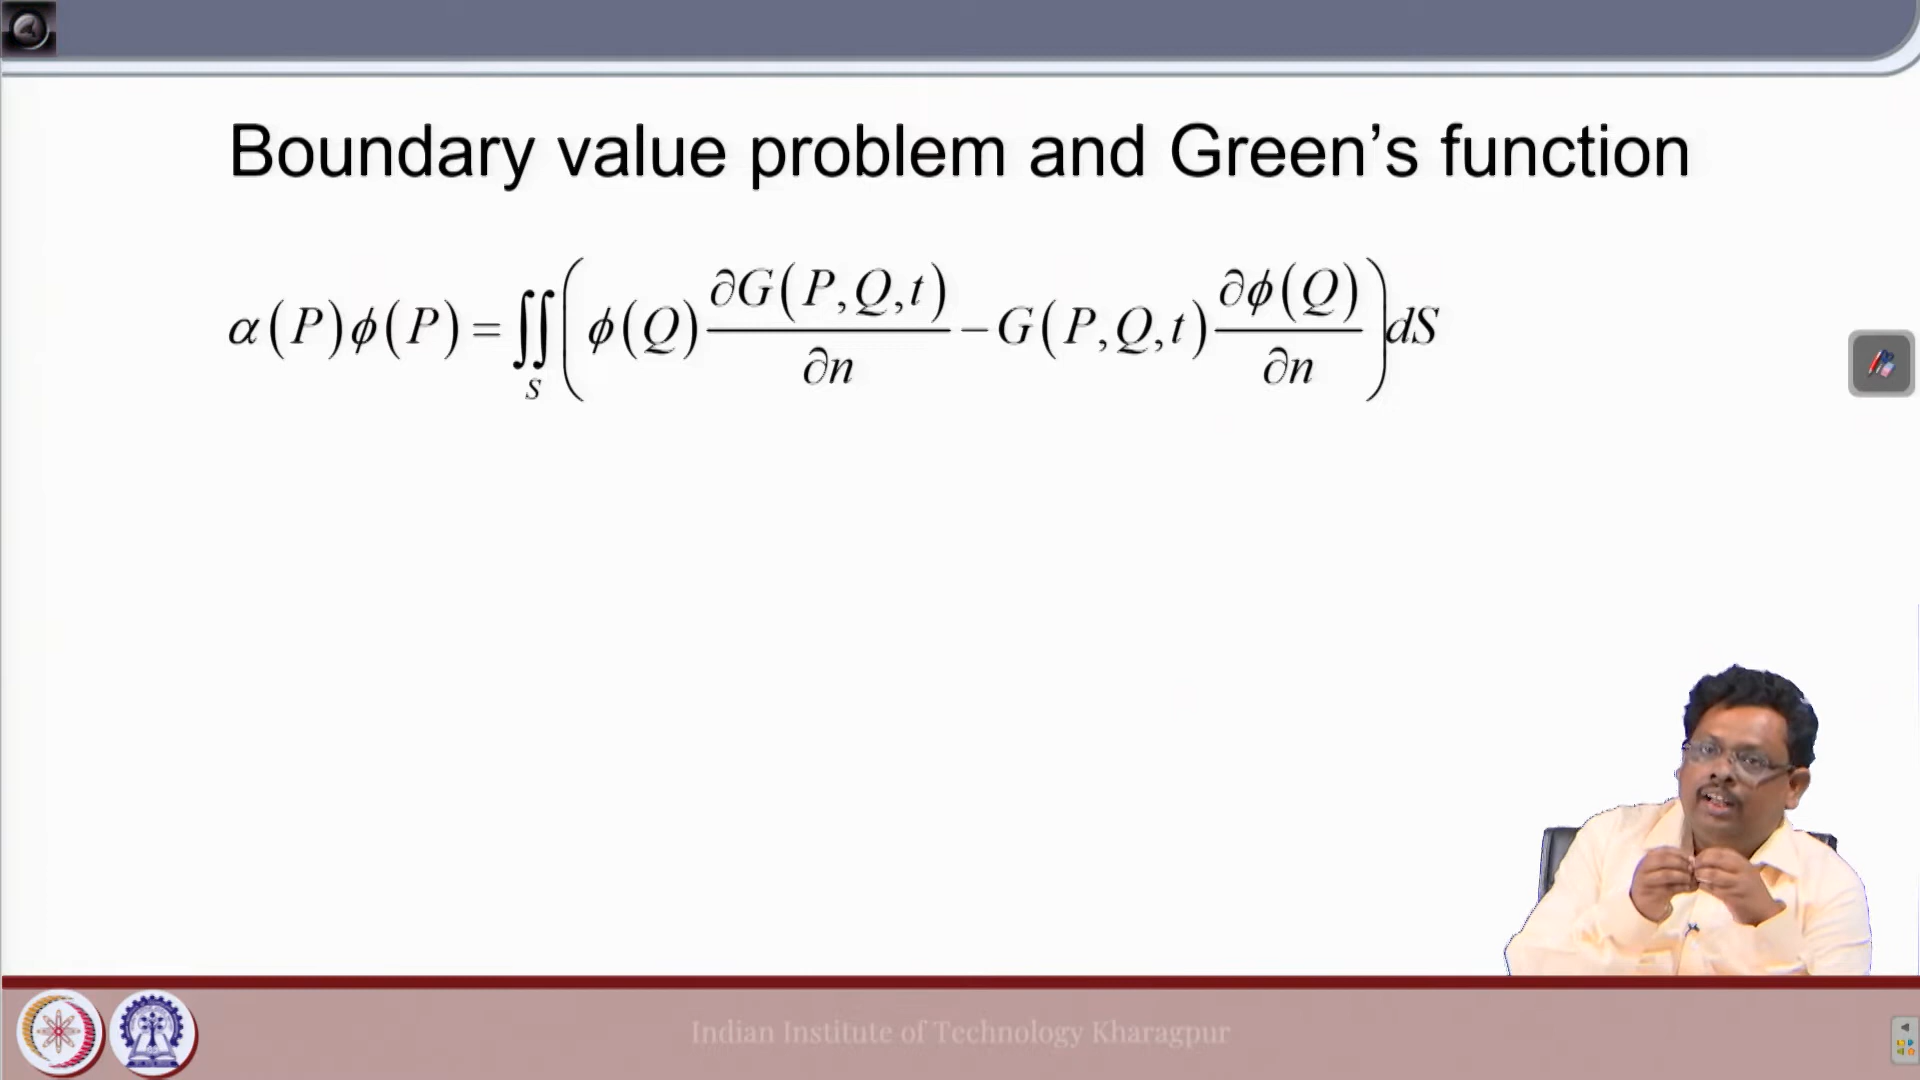 Boundary value problem and Green’s function
α(P)ϕ(P)=∬_S(ϕ(Q) ∂G(P,Q,t)/∂n − G(P,Q,t) ∂ϕ(Q)/∂n)dS
Indian Institute of Technology Kharagpur